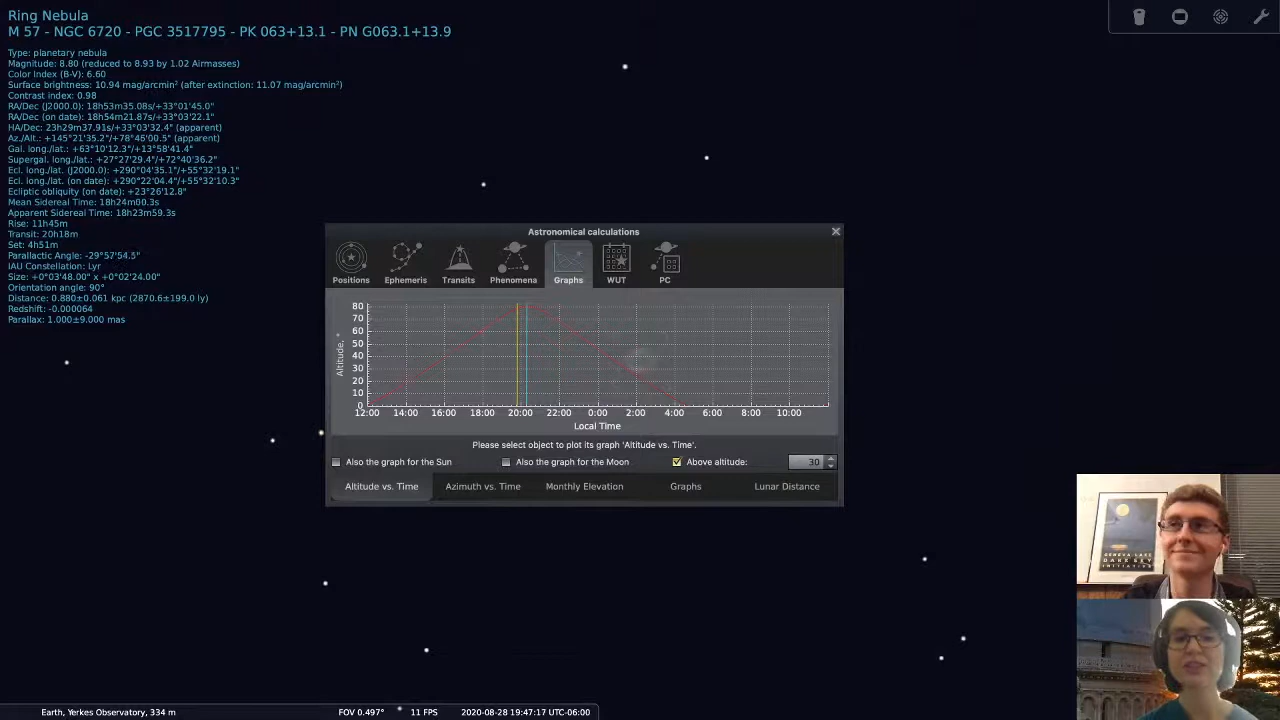 Ring Nebula
M 57 - NGC 6720 - PGC 3517795 - PK 063+13.1 - PN G063.1+13.9
Type: planetary nebula
Magnitude: 8.80 (reduced to 8.93 by 1.02 Airmasses)
Color Index (B-V): 6.60
Surface brightness: 10.94 mag/arcmin² (after extinction: 11.07 mag/arcmin²)
Contrast index: 0.98
RA/Dec (J2000.0): 18h53m35.08s/+33°01'45.0"
RA/Dec (on date): 18h54m21.87s/+33°03'22.1"
HA/Dec: 23h29m37.91s/+33°03'32.4" (apparent)
Az./Alt.: +145°21'35.2"/+78°46'00.5" (apparent)
Gal. long./lat.: +63°10'12.3"/+13°58'41.4"
Supergal. long./lat.: +27°27'29.4"/+72°40'36.2"
Ecl. long./lat. (J2000.0): +290°04'35.1"/+55°32'19.1"
Ecl. long./lat. (on date): +290°22'04.4"/+55°32'10.3"
Ecliptic obliquity (on date): +23°26'12.8"
Mean Sidereal Time: 18h24m00.3s
Apparent Sidereal Time: 18h23m59.3s
Rise: 11h45m
Transit: 20h18m
Set: 4h51m
Parallactic Angle: -29°57'54.5"
IAU Constellation: Lyr
Size: +0°03'48.00" x +0°02'24.00"
Orientation angle: 90°
Distance: 0.880±0.061 kpc (2870.6±199.0 ly)
Redshift: -0.000064
Parallax: 1.000±9.000 mas
Astronomical calculations
Positions Ephemeris Transits Phenomena Graphs WUT PC
80
70
60
50
40
30
20
10
0
Altitude, °
12:00 14:00 16:00 18:00 20:00 22:00 0:00 2:00 4:00 6:00 8:00 10:00
Local Time
Please select object to plot its graph 'Altitude vs. Time'.
Also the graph for the Sun Also the graph for the Moon Above altitude: 30
Altitude vs. Time Azimuth vs. Time Monthly Elevation Graphs Lunar Distance
GENEVA LAKE
DARK SKY
INITIATIVE
Earth, Yerkes Observatory, 334 m FOV 0.497° 11 FPS 2020-08-28 19:47:17 UTC-06:00